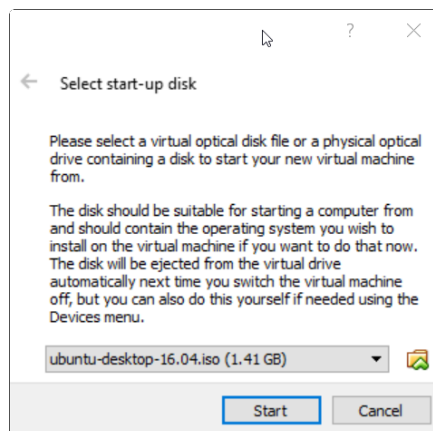 ?
Select start-up disk
Please select a virtual optical disk file or a physical optical
drive containing a disk to start your new virtual machine
from.
The disk should be suitable for starting a computer from
and should contain the operating system you wish to
install on the virtual machine if you want to do that now.
The disk will be ejected from the virtual drive
automatically next time you switch the virtual machine
off, but you can also do this yourself if needed using the
Devices menu.
ubuntu-desktop-16.04.iso (1.41 GB)
Start Cancel